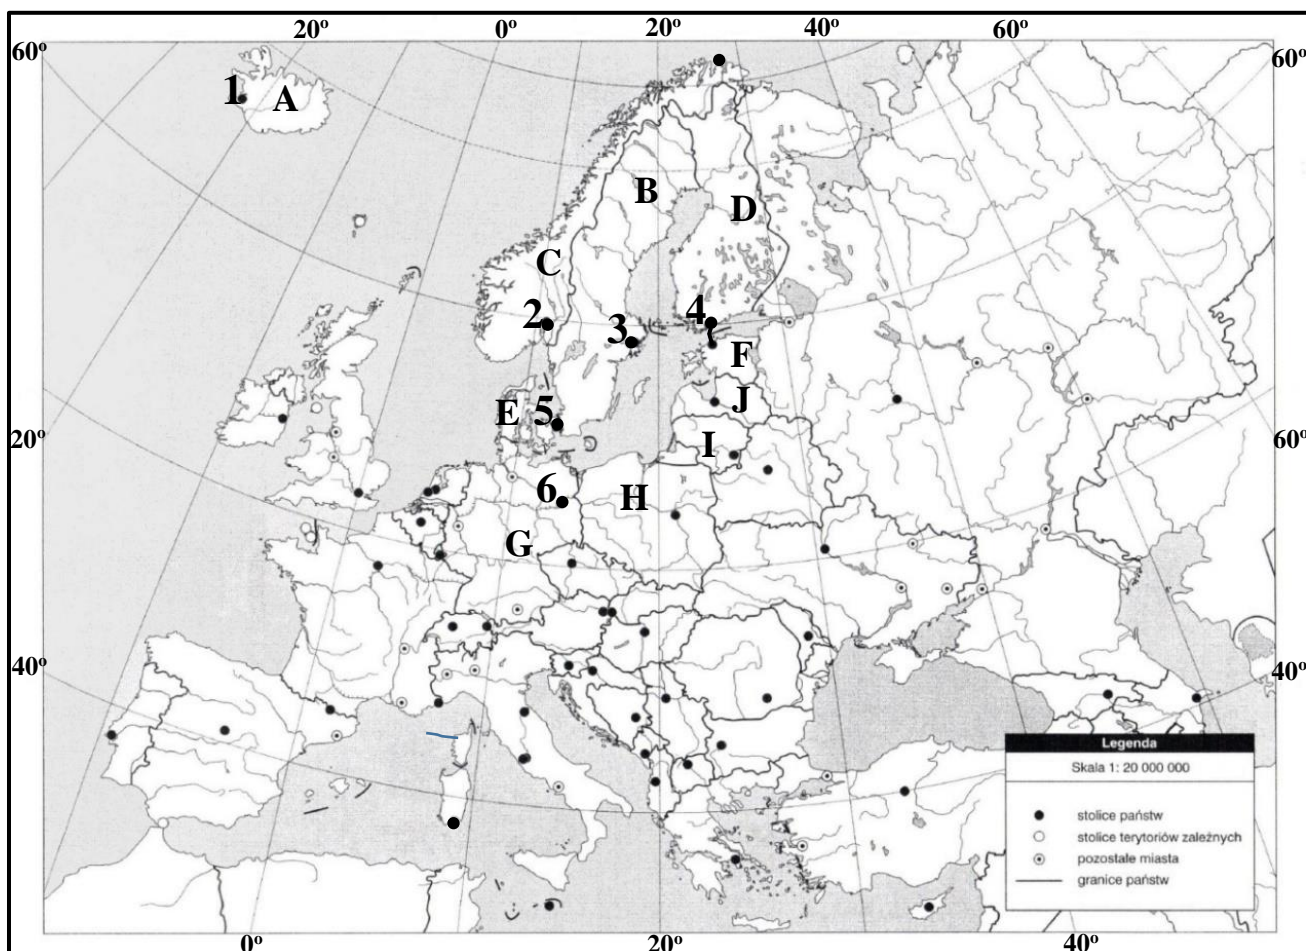 20º 0º 20º 40º 60º
60º 60º
1 A
B
D
C
2 3 4
F
E 5 J
20º I 60º
6 H
G
40º 40º
Legenda
Skala 1: 20 000 000
stolice państw
stolice terytoriów zależnych
pozostałe miasta
granice państw
0º 20º 40º